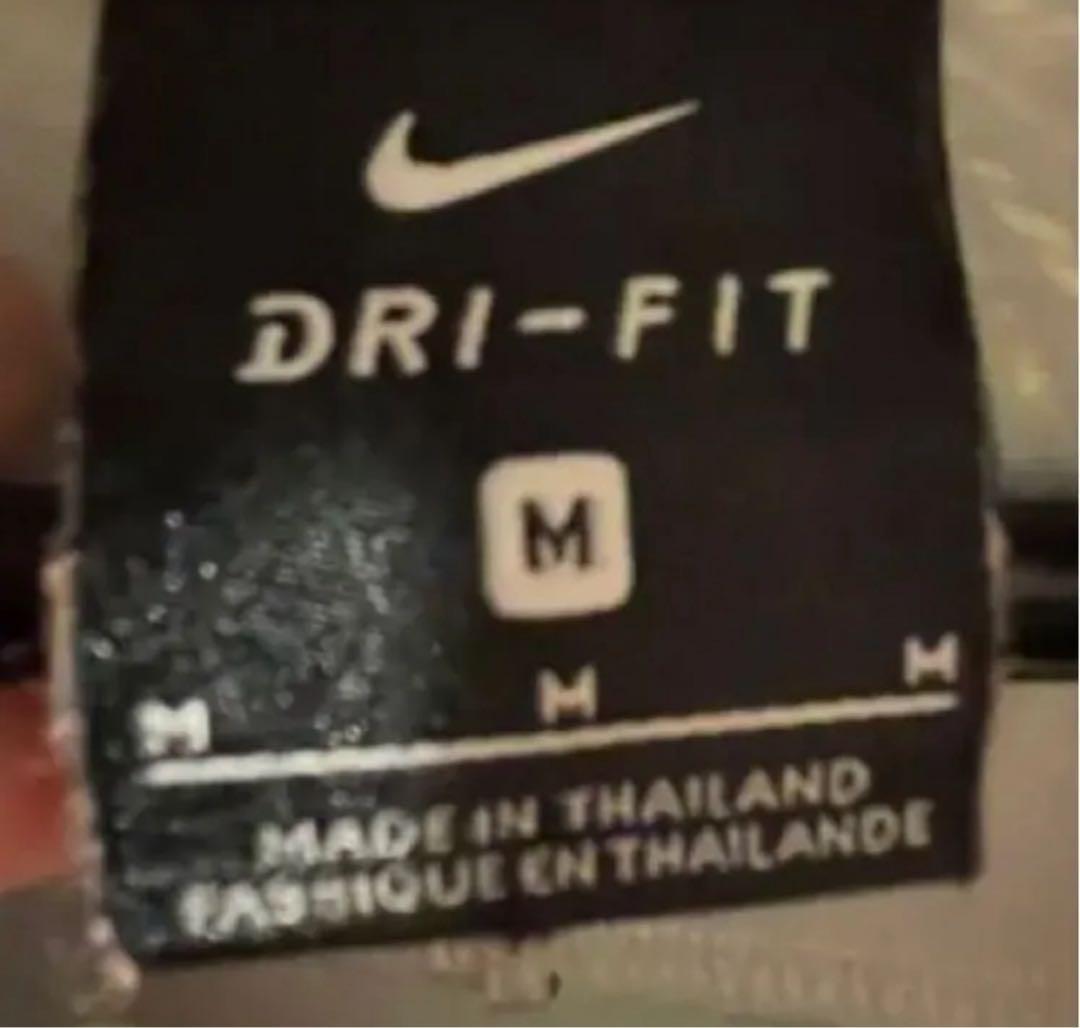 DRI-FIT
M
M M M
MADE IN THAILAND
FABRIQUE EN THAILANDE